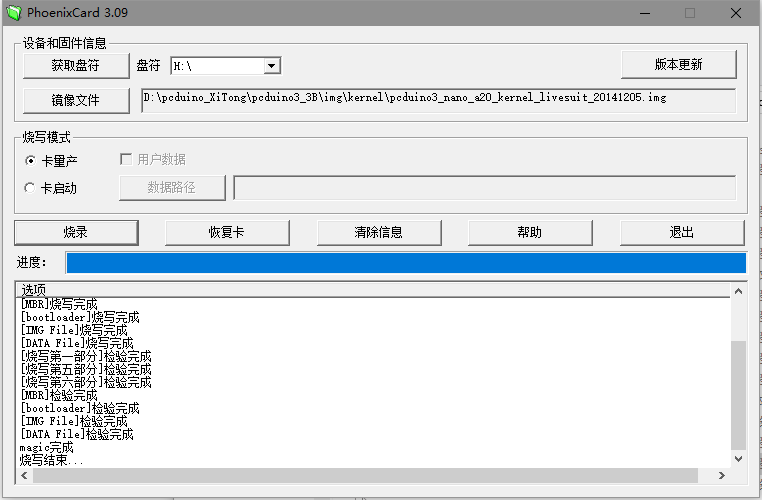 PhoenixCard 3.09
设备和固件信息
获取盘符 盘符 H:\ 版本更新
镜像文件 D:\pcduino_XiTong\pcduino3_3B\img\kernel\pcduino3_nano_a20_kernel_livesuit_20141205.img
烧写模式
卡量产 用户数据
卡启动 数据路径
烧录 恢复卡 清除信息 帮助 退出
进度：
选项
[MBR]烧写完成
[bootloader]烧写完成
[IMG File]烧写完成
[DATA File]烧写完成
[烧写第一部分]检验完成
[烧写第五部分]检验完成
[烧写第六部分]检验完成
[MBR]检验完成
[bootloader]检验完成
[IMG File]检验完成
[DATA File]检验完成
magic完成
烧写结束...